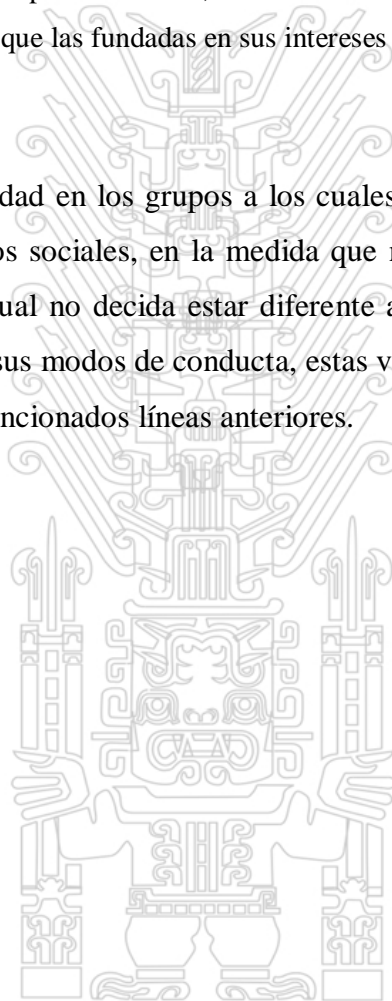 que las fundadas en sus intereses
dad en los grupos a los cuales
os sociales, en la medida que
ual no decida estar diferente a
sus modos de conducta, estas v
ncionados líneas anteriores.